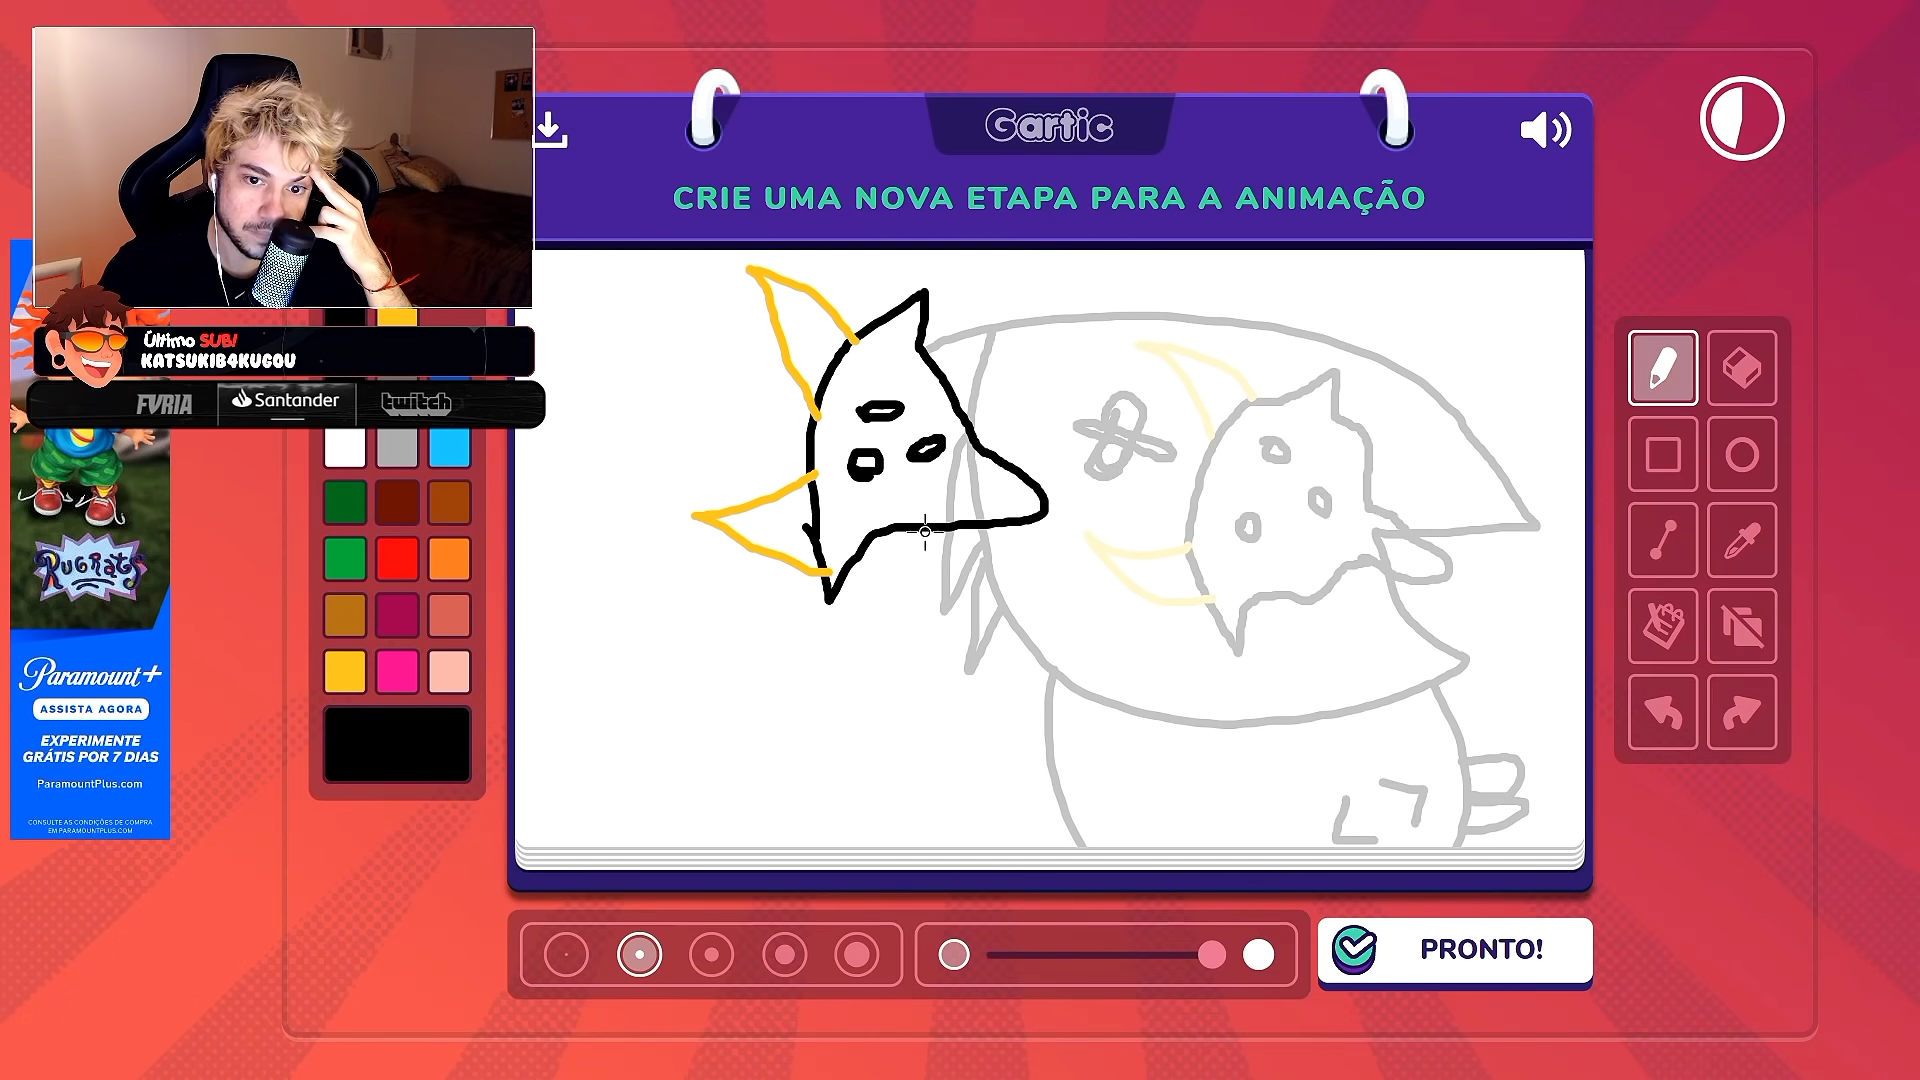 Gartic
CRIE UMA NOVA ETAPA PARA A ANIMAÇÃO
Último SUB!
KATSUKIB4KUGOU
FVRIA
Santander
twitch
RUGRATS
Paramount+
ASSISTA AGORA
EXPERIMENTE
GRÁTIS POR 7 DIAS
ParamountPlus.com
CONSULTE AS CONDIÇÕES DE COMPRA
EM PARAMOUNTPLUS.COM
PRONTO!